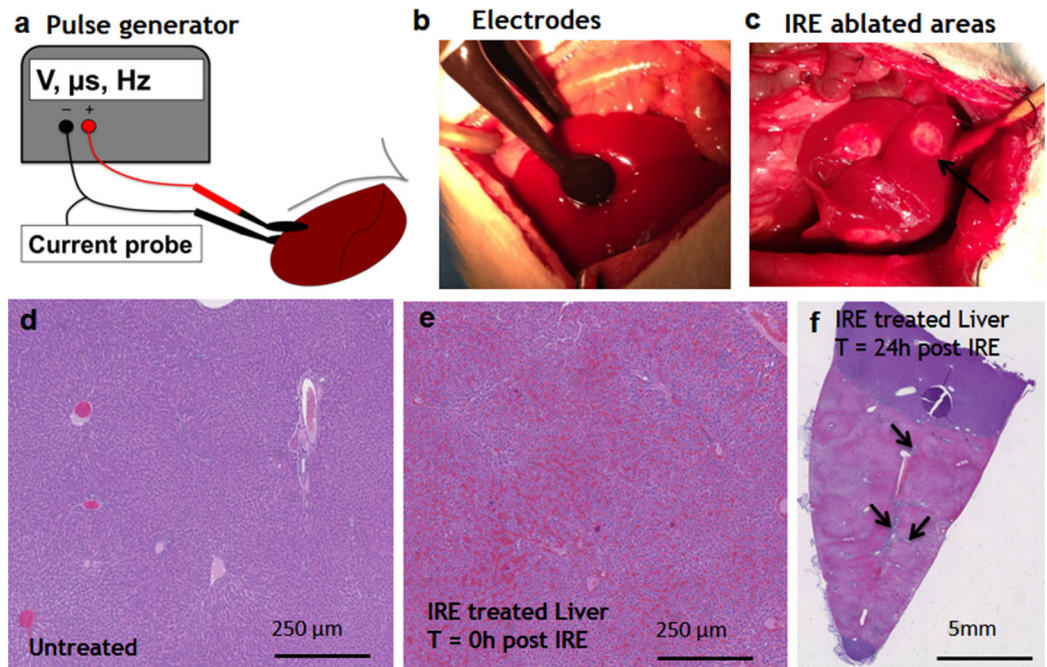 a Pulse generator
V, µs, Hz
− +
Current probe
b Electrodes
c IRE ablated areas
d
Untreated
250 µm
e
IRE treated Liver
T = 0h post IRE
250 µm
f IRE treated Liver
T = 24h post IRE
5mm